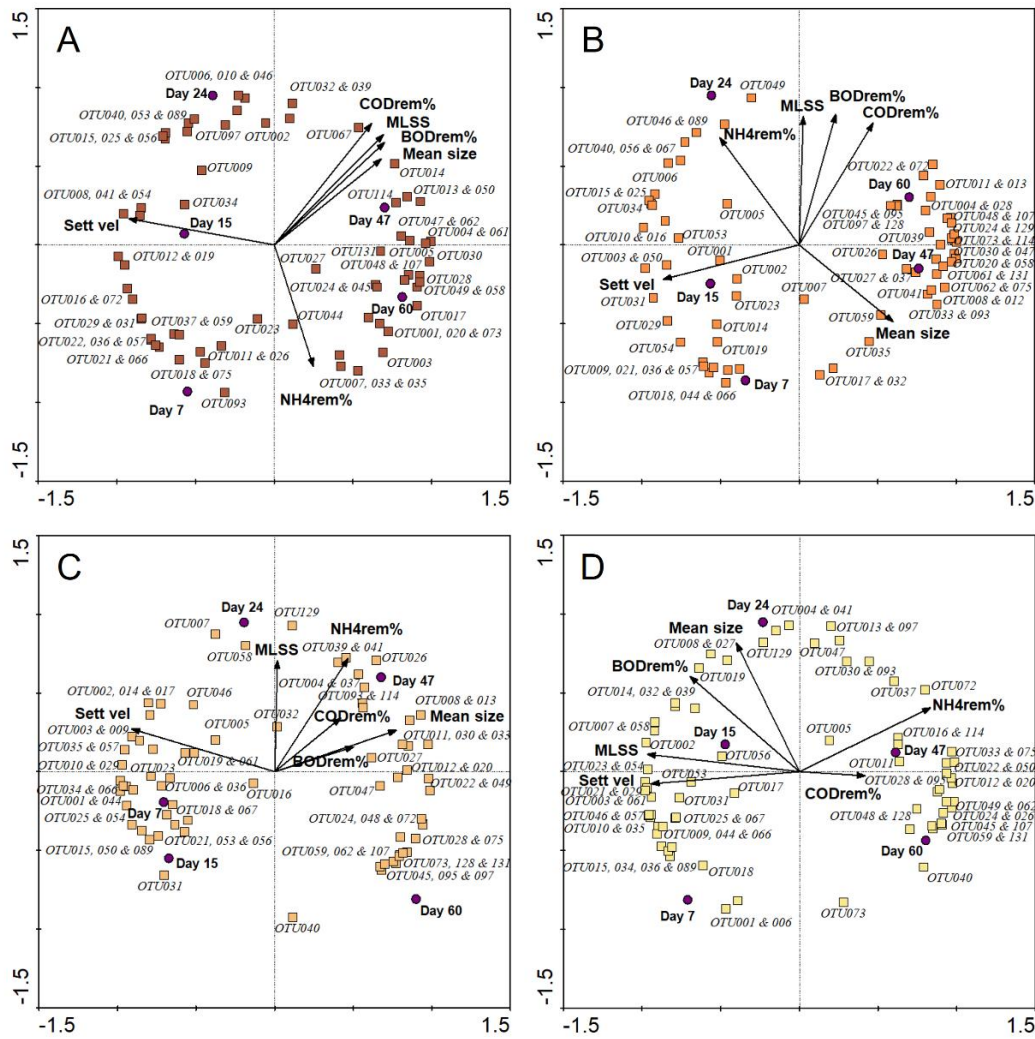 1.5
A
OTU006, 010 & 046
Day 24
OTU032 & 039
OTU040, 053 & 089
CODrem%
MLSS
OTU015, 025 & 056
OTU097
OTU002
OTU067
BODrem%
Mean size
OTU009
OTU014
OTU008, 041 & 054
OTU034
OTU114
OTU013 & 050
Day 47
Sett vel
Day 15
OTU047 & 062
OTU004 & 061
OTU131
OTU005
OTU012 & 019
OTU027
OTU048 & 107
OTU030
OTU028
OTU016 & 072
OTU024 & 045
OTU049 & 058
Day 60
OTU029 & 031
OTU037 & 059
OTU023
OTU044
OTU017
OTU022, 036 & 057
OTU001, 020 & 073
OTU021 & 066
OTU011 & 026
OTU003
OTU018 & 075
OTU007, 033 & 035
Day 7
OTU093
NH4rem%
-1.5
-1.5
1.5
B
Day 24
OTU049
MLSS
BODrem%
CODrem%
OTU046 & 089
NH4rem%
OTU040, 056 & 067
OTU006
OTU022 & 072
OTU015 & 025
Day 60
OTU011 & 013
OTU034
OTU005
OTU045 & 095
OTU004 & 028
OTU097 & 128
OTU048 & 107
OTU010 & 016
OTU053
OTU024 & 129
OTU039
OTU073 & 114
OTU003 & 050
OTU001
OTU026
OTU030 & 047
Sett vel
OTU002
Day 47
OTU020 & 058
Day 15
OTU007
OTU027 & 037
OTU061 & 131
OTU031
OTU023
OTU041
OTU062 & 075
OTU008 & 012
OTU029
OTU014
OTU059
OTU033 & 093
Mean size
OTU054
OTU019
OTU035
OTU009, 021, 036 & 057
Day 7
OTU017 & 032
OTU018, 044 & 066
-1.5
1.5
1.5
C
Day 24
OTU129
OTU007
NH4rem%
OTU058
MLSS
OTU039 & 041
OTU026
OTU004 & 037
Day 47
OTU002, 014 & 017
OTU046
OTU093 & 114
OTU008 & 013
Sett vel
OTU032
CODrem%
Mean size
OTU003 & 009
OTU005
OTU011, 030 & 033
OTU035 & 057
OTU019 & 061
BODrem%
OTU027
OTU010 & 029
OTU023
OTU012 & 020
OTU034 & 066
OTU006 & 036
OTU016
OTU047
OTU022 & 049
OTU001 & 044
Day 7
OTU018 & 067
OTU025 & 054
OTU024, 048 & 072
OTU021, 053 & 056
OTU028 & 075
OTU015, 050 & 089
Day 15
OTU059, 062 & 107
OTU073, 128 & 131
OTU031
OTU045, 095 & 097
Day 60
OTU040
-1.5
-1.5
1.5
D
Day 24
OTU004 & 041
Mean size
OTU013 & 097
OTU008 & 027
OTU129
OTU047
BODrem%
OTU019
OTU030 & 093
OTU014, 032 & 039
OTU037
OTU072
NH4rem%
OTU007 & 058
Day 15
OTU005
OTU016 & 114
MLSS
OTU002
OTU056
Day 47
OTU033 & 075
OTU011
OTU023 & 054
OTU022 & 050
Sett vel
OTU053
OTU028 & 095
OTU012 & 020
OTU021 & 029
OTU017
CODrem%
OTU003 & 061
OTU031
OTU049 & 062
OTU046 & 057
OTU025 & 067
OTU048 & 128
OTU024 & 026
OTU010 & 035
OTU009, 044 & 066
OTU045 & 107
OTU059 & 131
Day 60
OTU015, 034, 036 & 089
OTU018
OTU040
Day 7
OTU073
OTU001 & 006
-1.5
1.5